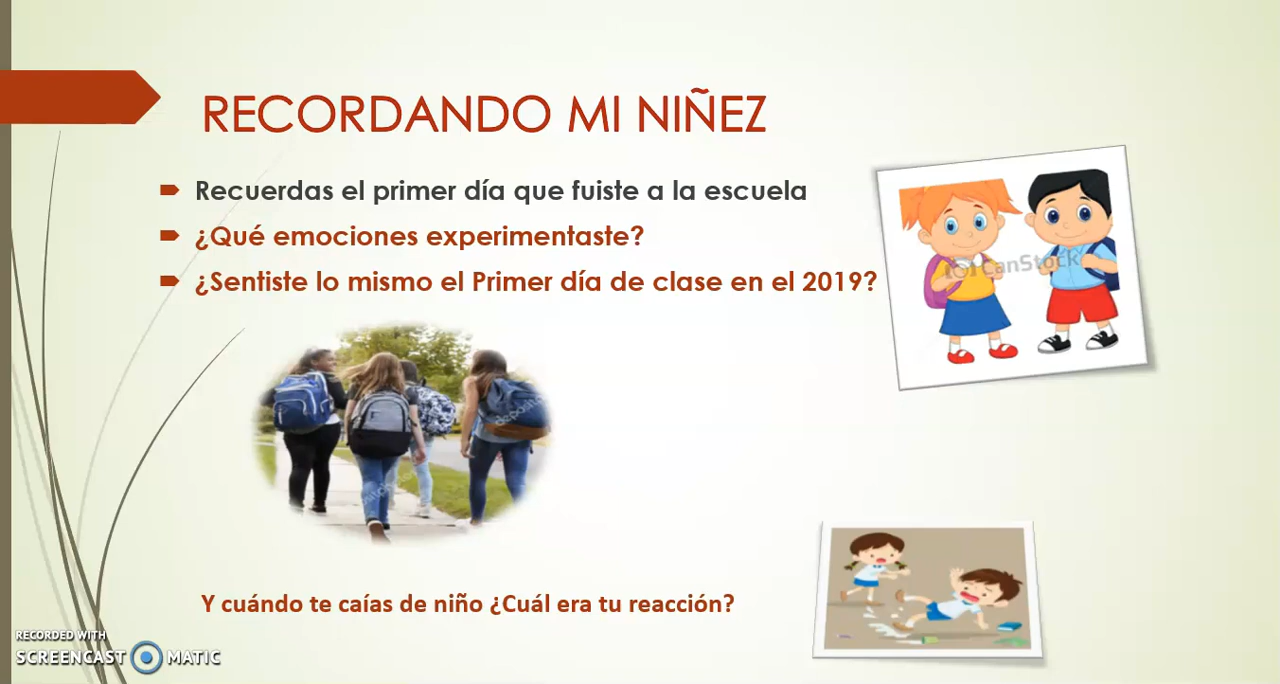 RECORDANDO MI NIÑEZ
Recuerdas el primer día que fuiste a la escuela
¿Qué emociones experimentaste?
¿Sentiste lo mismo el Primer día de clase en el 2019?
CanStock
Y cuándo te caías de niño ¿Cuál era tu reacción?
RECORDED WITH
SCREENCAST MATIC